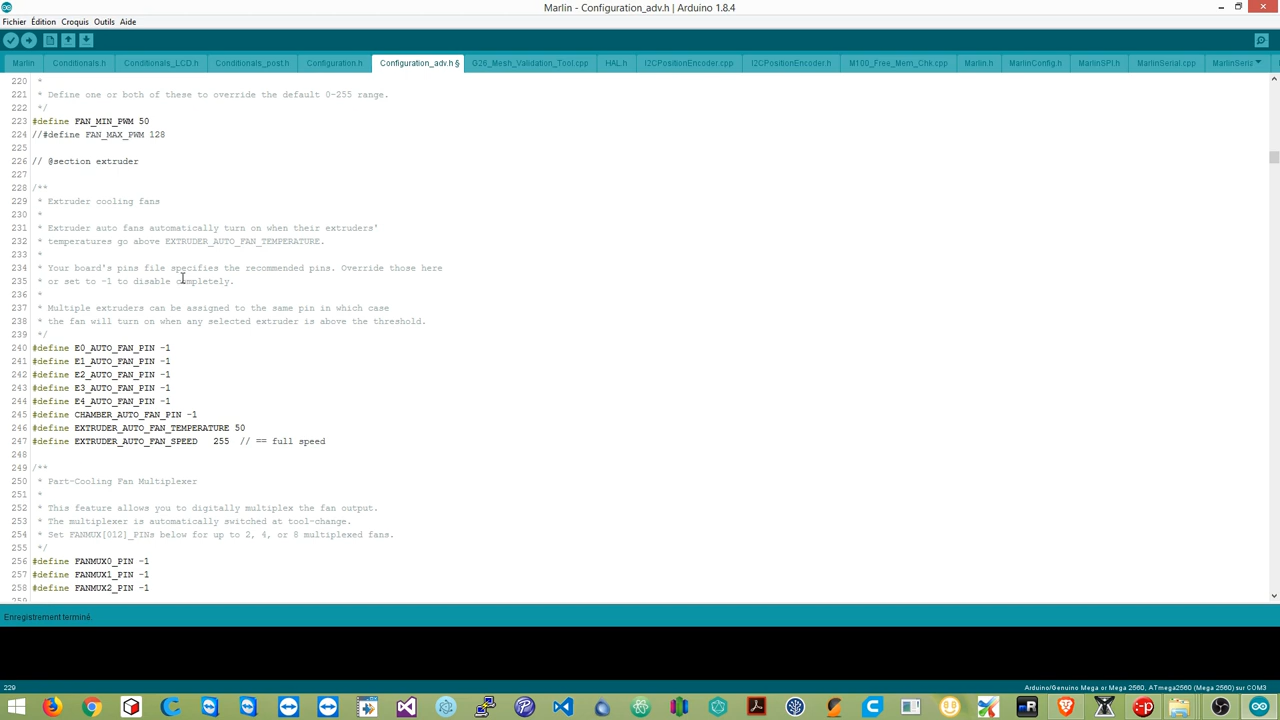 Marlin - Configuration_adv.h | Arduino 1.8.4
Fichier Édition Croquis Outils Aide
Marlin Conditionals.h Conditionals_LCD.h Conditionals_post.h Configuration.h Configuration_adv.h § G26_Mesh_Validation_Tool.cpp HAL.h I2CPositionEncoder.cpp I2CPositionEncoder.h M100_Free_Mem_Chk.cpp Marlin.h MarlinConfig.h MarlinSPI.h MarlinSerial.cpp MarlinSeria
220 *
221 * Define one or both of these to override the default 0-255 range.
222 */
223 #define FAN_MIN_PWM 50
224 //#define FAN_MAX_PWM 128
225
226 // @section extruder
227
228 /**
229 * Extruder cooling fans
230 *
231 * Extruder auto fans automatically turn on when their extruders'
232 * temperatures go above EXTRUDER_AUTO_FAN_TEMPERATURE.
233 *
234 * Your board's pins file specifies the recommended pins. Override those here
235 * or set to -1 to disable completely.
236 *
237 * Multiple extruders can be assigned to the same pin in which case
238 * the fan will turn on when any selected extruder is above the threshold.
239 */
240 #define E0_AUTO_FAN_PIN -1
241 #define E1_AUTO_FAN_PIN -1
242 #define E2_AUTO_FAN_PIN -1
243 #define E3_AUTO_FAN_PIN -1
244 #define E4_AUTO_FAN_PIN -1
245 #define CHAMBER_AUTO_FAN_PIN -1
246 #define EXTRUDER_AUTO_FAN_TEMPERATURE 50
247 #define EXTRUDER_AUTO_FAN_SPEED 255 // == full speed
248
249 /**
250 * Part-Cooling Fan Multiplexer
251 *
252 * This feature allows you to digitally multiplex the fan output.
253 * The multiplexer is automatically switched at tool-change.
254 * Set FANMUX[012]_PINs below for up to 2, 4, or 8 multiplexed fans.
255 */
256 #define FANMUX0_PIN -1
257 #define FANMUX1_PIN -1
258 #define FANMUX2_PIN -1
259
Enregistrement terminé.
229
Arduino/Genuino Mega or Mega 2560, ATmega2560 (Mega 2560) sur COM3